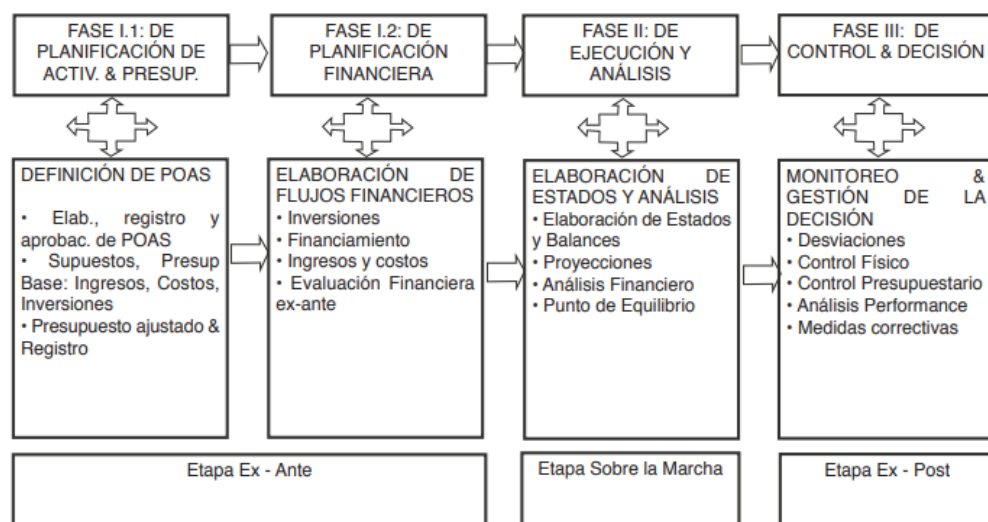 FASE I.1: DE
PLANIFICACIÓN DE
ACTIV. & PRESUP.
FASE I.2: DE
PLANIFICACIÓN
FINANCIERA
FASE II: DE
EJECUCIÓN Y
ANÁLISIS
FASE III: DE
CONTROL & DECISIÓN
DEFINICIÓN DE POAS
• Elab., registro y
aprobac. de POAS
• Supuestos, Presup
Base: Ingresos, Costos,
Inversiones
• Presupuesto ajustado &
Registro
ELABORACIÓN DE
FLUJOS FINANCIEROS
• Inversiones
• Financiamiento
• Ingresos y costos
• Evaluación Financiera
ex-ante
ELABORACIÓN DE
ESTADOS Y ANÁLISIS
• Elaboración de Estados
y Balances
• Proyecciones
• Análisis Financiero
• Punto de Equilibrio
MONITOREO &
GESTIÓN DE LA
DECISIÓN
• Desviaciones
• Control Físico
• Control Presupuestario
• Análisis Performance
• Medidas correctivas
Etapa Ex - Ante
Etapa Sobre la Marcha
Etapa Ex - Post